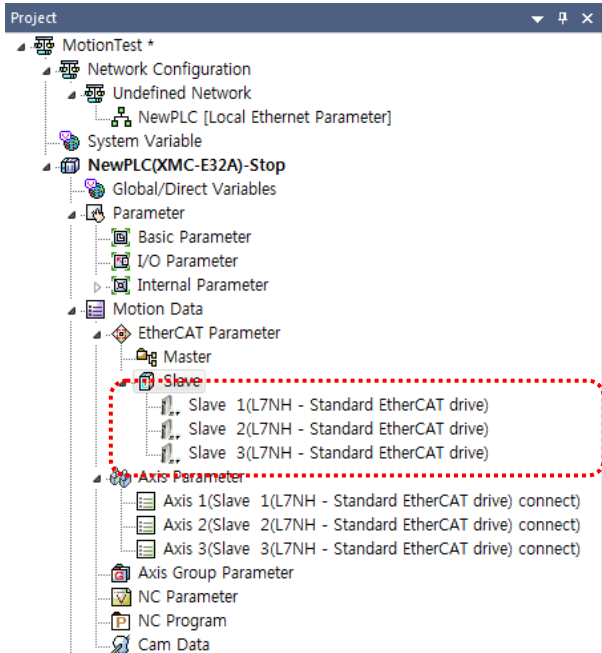 Project
MotionTest *
Network Configuration
Undefined Network
NewPLC [Local Ethernet Parameter]
System Variable
NewPLC(XMC-E32A)-Stop
Global/Direct Variables
Parameter
Basic Parameter
I/O Parameter
Internal Parameter
Motion Data
EtherCAT Parameter
Master
Slave
Slave 1(L7NH - Standard EtherCAT drive)
Slave 2(L7NH - Standard EtherCAT drive)
Slave 3(L7NH - Standard EtherCAT drive)
Axis Parameter
Axis 1(Slave 1(L7NH - Standard EtherCAT drive) connect)
Axis 2(Slave 2(L7NH - Standard EtherCAT drive) connect)
Axis 3(Slave 3(L7NH - Standard EtherCAT drive) connect)
Axis Group Parameter
NC Parameter
NC Program
Cam Data